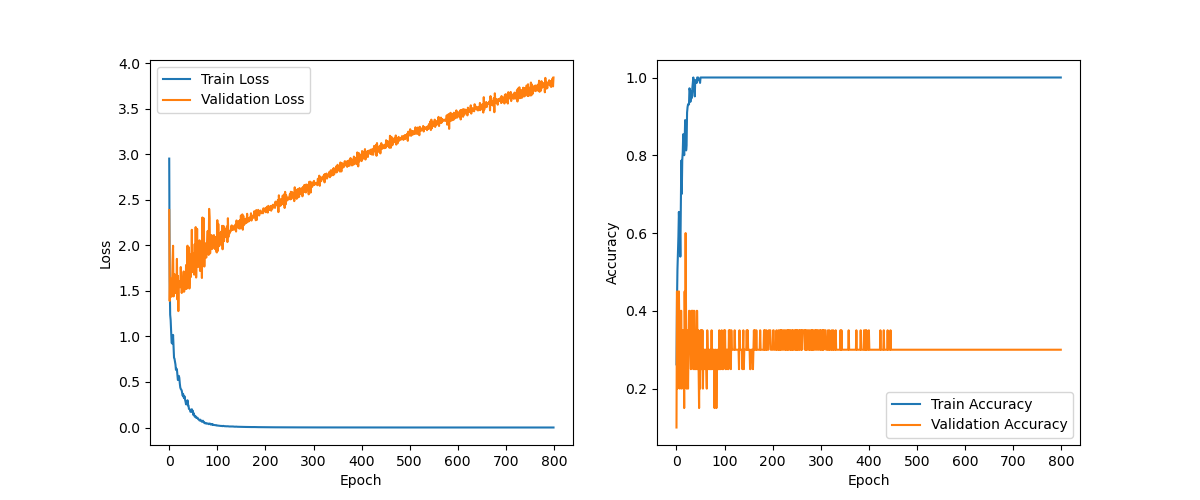 4.0
3.5
3.0
2.5
2.0
1.5
1.0
0.5
0.0
Loss
Train Loss
Validation Loss
0 100 200 300 400 500 600 700 800
Epoch
1.0
0.8
0.6
0.4
0.2
Accuracy
Train Accuracy
Validation Accuracy
0 100 200 300 400 500 600 700 800
Epoch